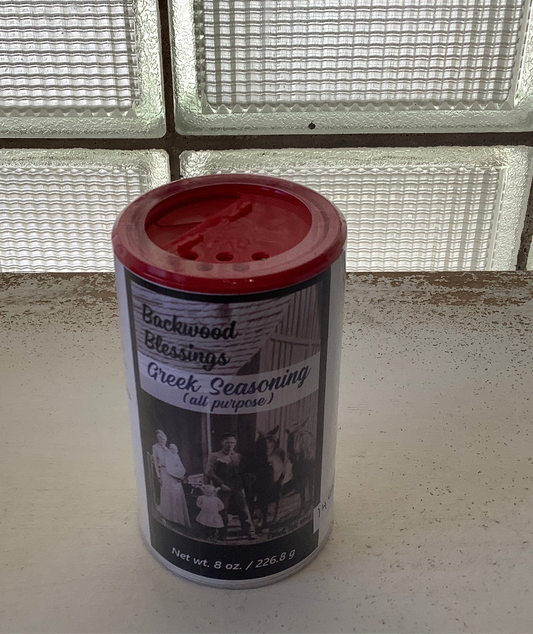 Backwood
Blessings
Greek Seasoning
(all purpose)
Net wt. 8 oz. / 226.8 g